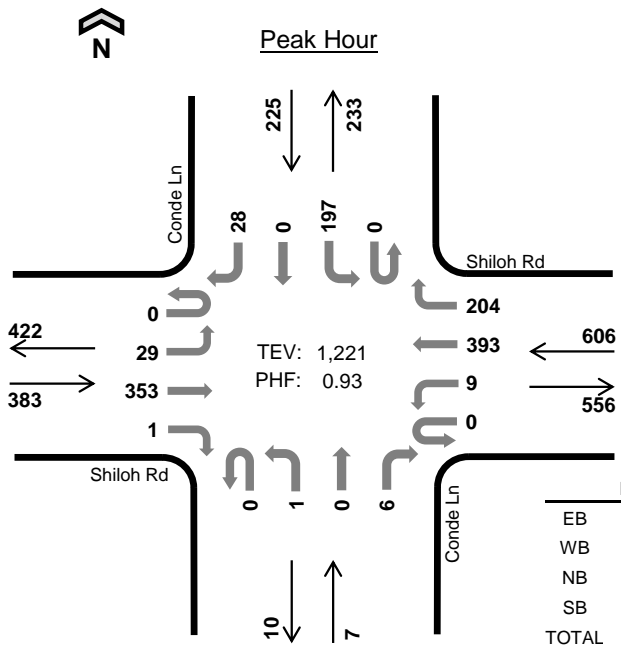 N
Peak Hour
225
233
Conde Ln
28
0
197
0
Shiloh Rd
0
204
422
29
TEV: 1,221
393
606
383
353
PHF: 0.93
9
556
1
0
Shiloh Rd
0
1
0
6
Conde Ln
EB
WB
NB
SB
TOTAL
10
7